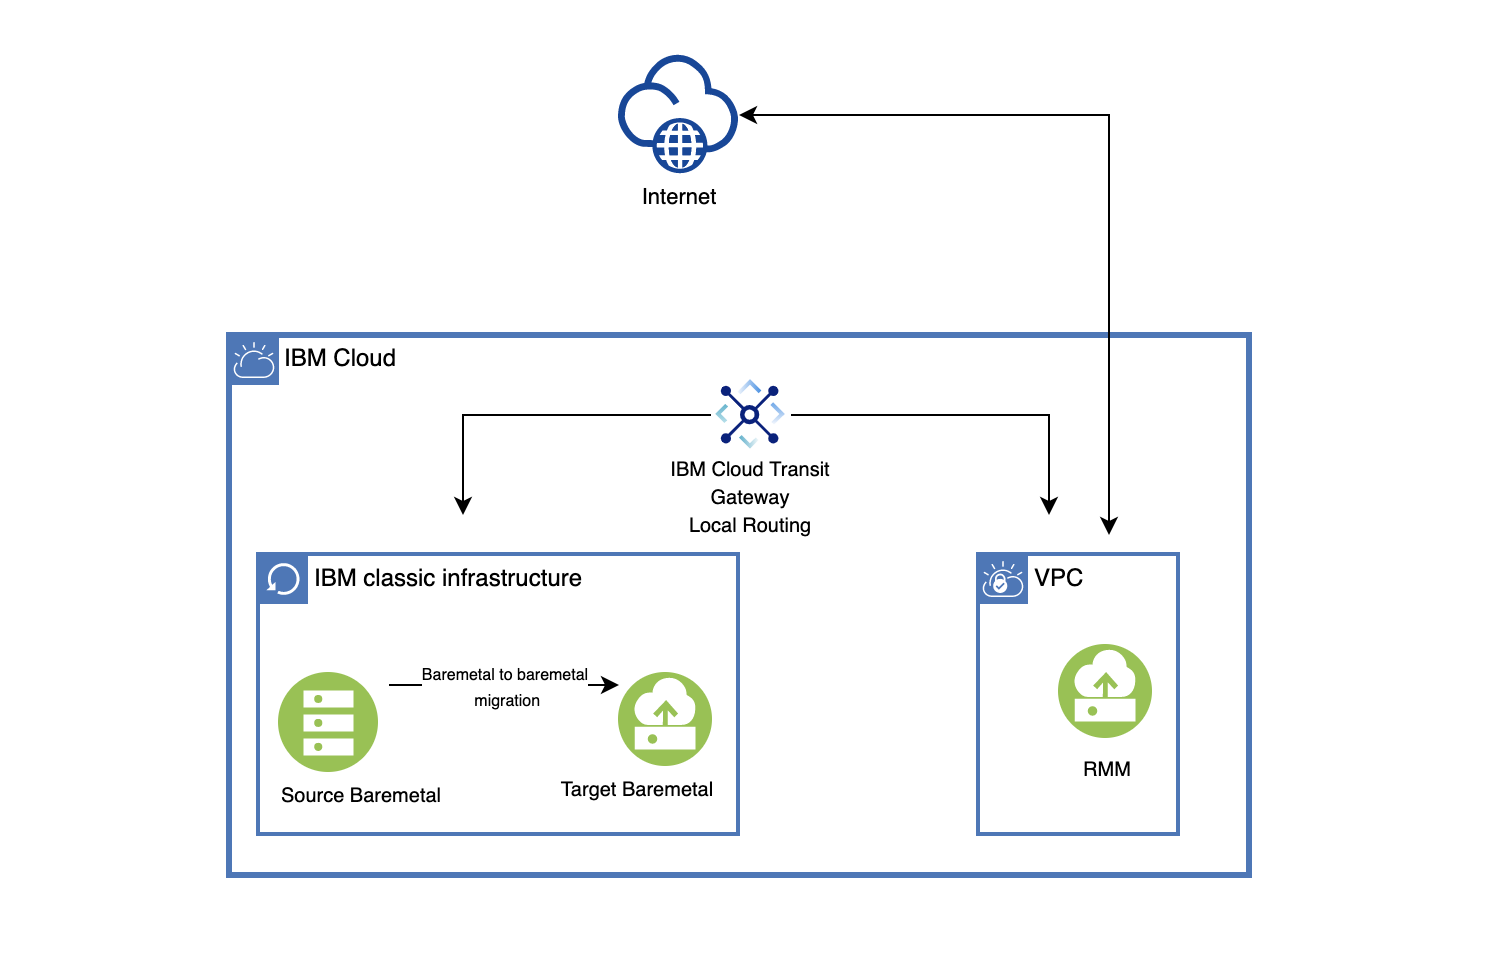 Internet
IBM Cloud
IBM Cloud Transit
Gateway
Local Routing
IBM classic infrastructure
VPC
Baremetal to baremetal
migration
Source Baremetal
Target Baremetal
RMM